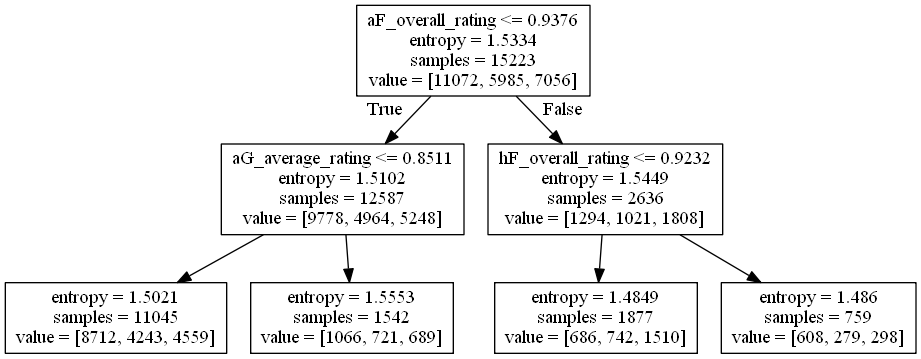 aF_overall_rating <= 0.9376
entropy = 1.5334
samples = 15223
value = [11072, 5985, 7056]
True
False
aG_average_rating <= 0.8511
entropy = 1.5102
samples = 12587
value = [9778, 4964, 5248]
hF_overall_rating <= 0.9232
entropy = 1.5449
samples = 2636
value = [1294, 1021, 1808]
entropy = 1.5021
samples = 11045
value = [8712, 4243, 4559]
entropy = 1.5553
samples = 1542
value = [1066, 721, 689]
entropy = 1.4849
samples = 1877
value = [686, 742, 1510]
entropy = 1.486
samples = 759
value = [608, 279, 298]